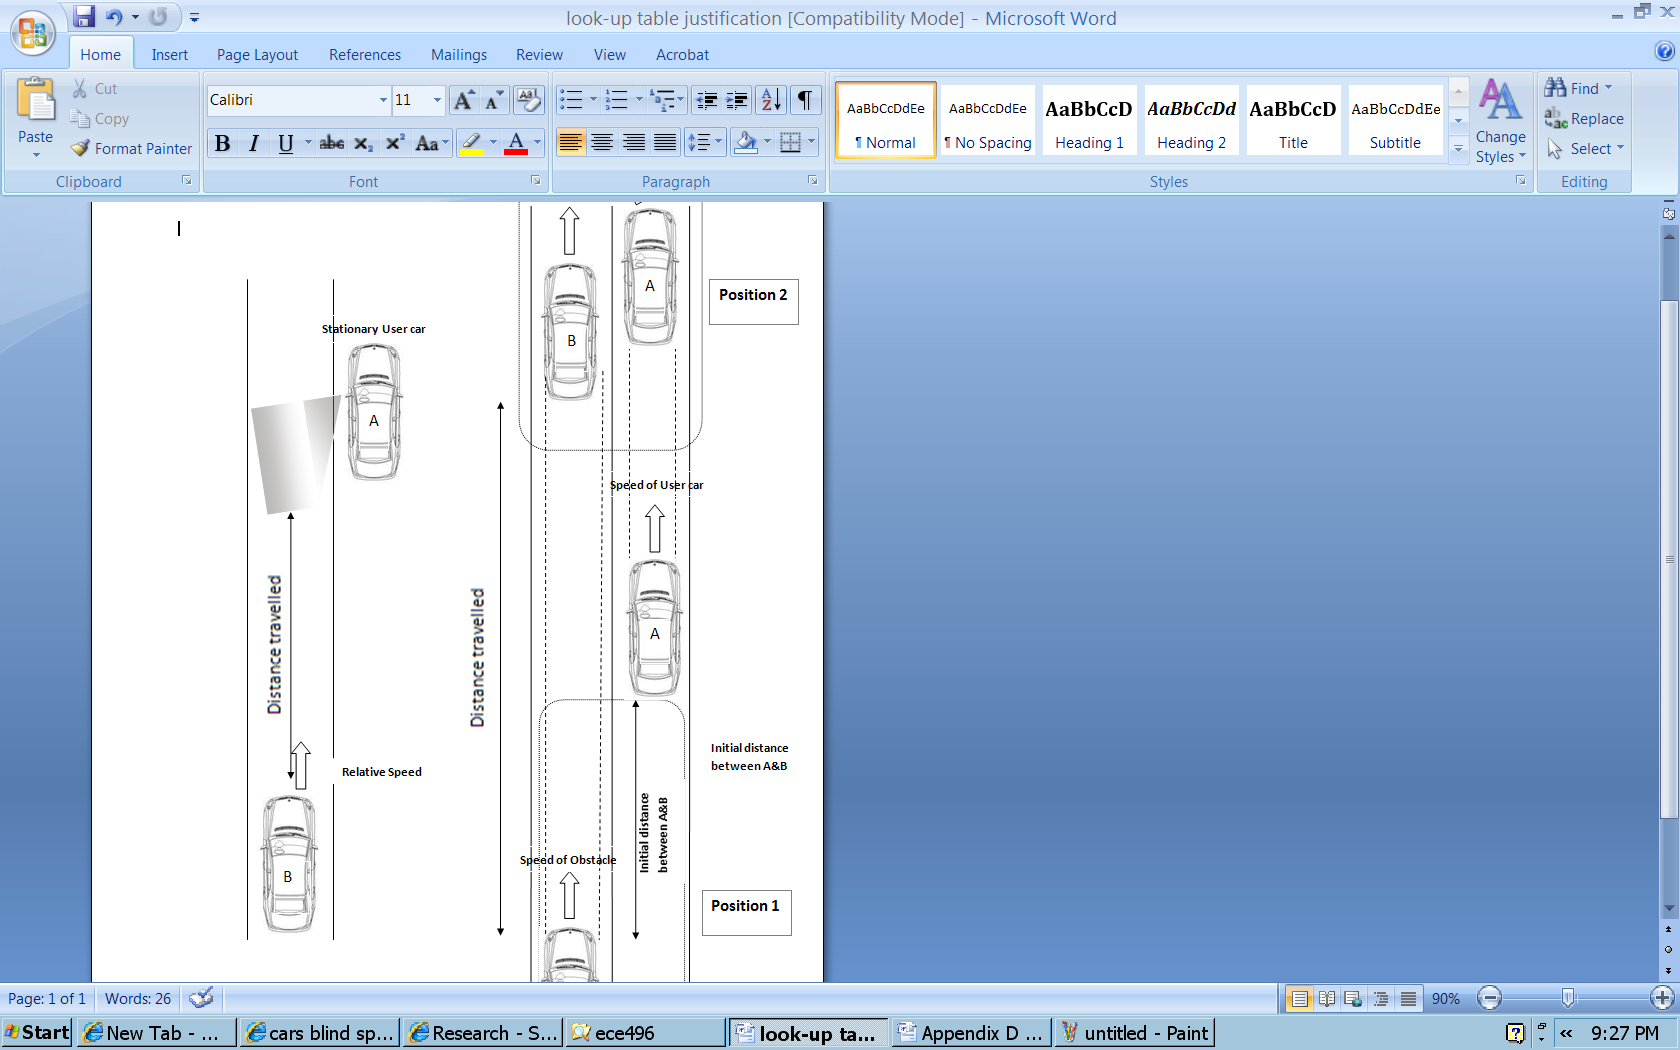 look-up table justification [Compatibility Mode] - Microsoft Word
Home Insert Page Layout References Mailings Review View Acrobat
Paste
Cut
Copy
Format Painter
Clipboard
Calibri 11
Font
Paragraph
AaBbCcDdEe AaBbCcDdEe AaBbCcD AaBbCcDd AaBbCcD AaBbCcDdEe
¶ Normal ¶ No Spacing Heading 1 Heading 2 Title Subtitle
Styles
Change
Styles
Find
Replace
Select
Editing
A
Position 2
B
Stationary User car
A
Speed of User car
Distance travelled
Distance travelled
A
Initial distance
between A&B
Relative Speed
Initial distance
between A&B
Speed of Obstacle
B
Position 1
Page: 1 of 1 Words: 26 90%
Start New Tab - ... cars blind sp... Research - S... ece496 look-up ta... Appendix D ... untitled - Paint 9:27 PM